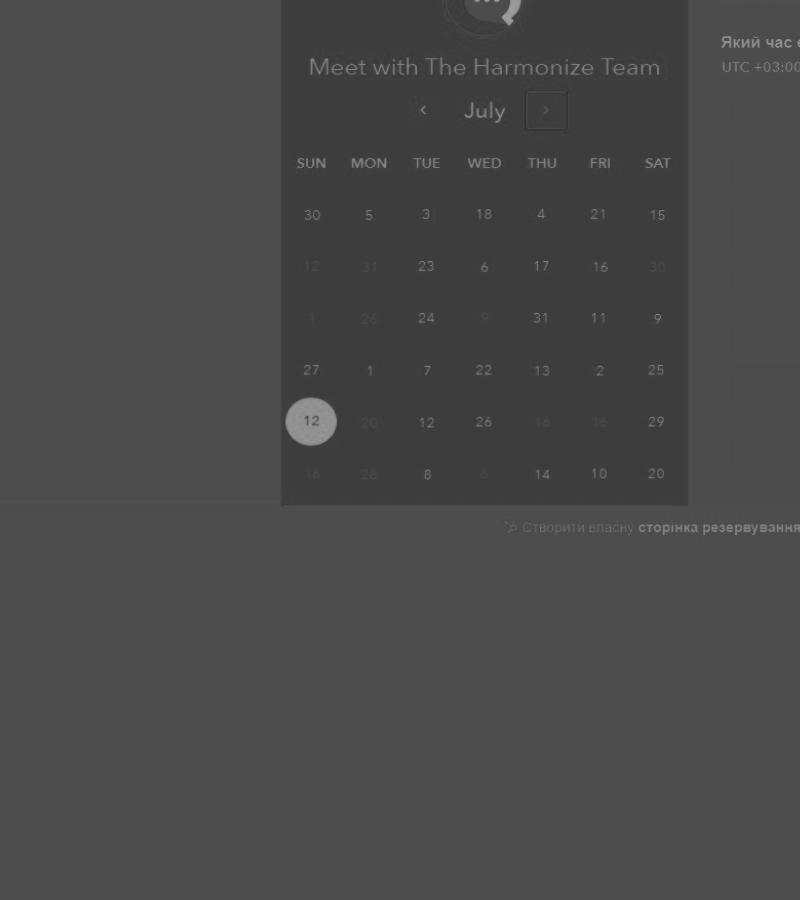 Який час
UTC +03:00
Meet with The Harmonize Team
July
SUN MON TUE WED THU FRI SAT
30 5 3 18 4 21 15
12 31 23 6 17 16 30
1 26 24 9 31 11 9
27 1 7 22 13 2 25
12 20 12 26 16 16 29
16 28 8 6 14 10 20
Створити власну сторінка резервування